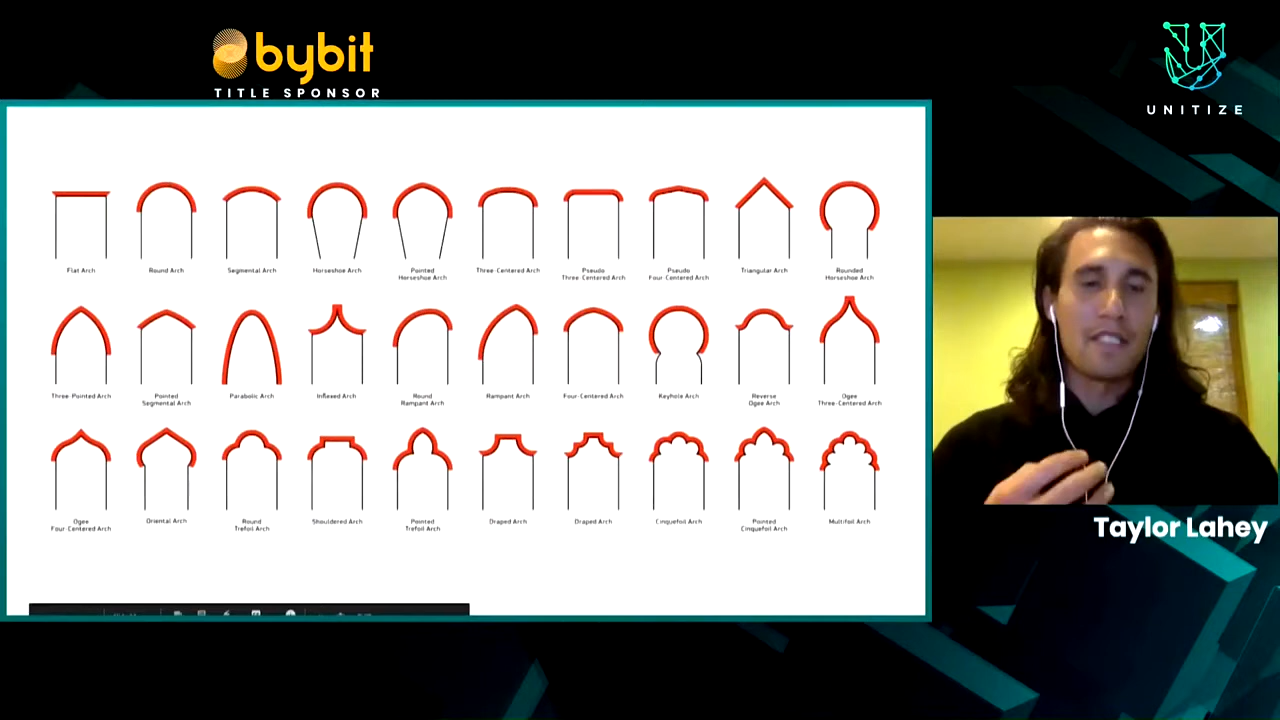 bybit
TITLE SPONSOR
UNITIZE
Flat Arch
Round Arch
Segmental Arch
Horseshoe Arch
Pointed
Horseshoe Arch
Three-Centered Arch
Pseudo
Three-Centered Arch
Pseudo
Four-Centered Arch
Triangular Arch
Rounded
Horseshoe Arch
Three-Pointed Arch
Pointed
Segmental Arch
Parabolic Arch
Inflexed Arch
Round
Rampant Arch
Rampant Arch
Four-Centered Arch
Keyhole Arch
Reverse
Ogee Arch
Ogee
Three-Centered Arch
Ogee
Four-Centered Arch
Oriental Arch
Round
Trefoil Arch
Shouldered Arch
Pointed
Trefoil Arch
Draped Arch
Draped Arch
Cinquefoil Arch
Pointed
Cinquefoil Arch
Multifoil Arch
Taylor Lahey